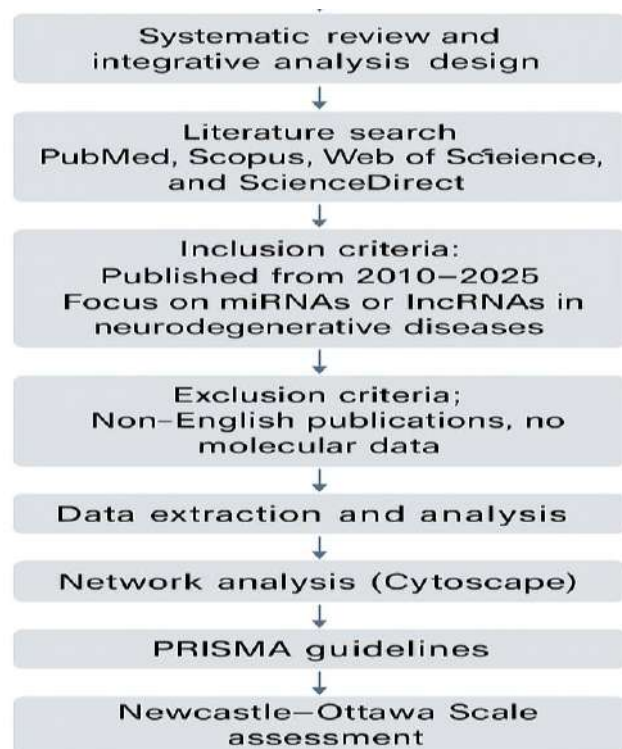 Systematic review and
integrative analysis design
Literature search
PubMed, Scopus, Web of Scieience,
and ScienceDirect
Inclusion criteria:
Published from 2010–2025
Focus on miRNAs or lncRNAs in
neurodegenerative diseases
Exclusion criteria;
Non–English publications, no
molecular data
Data extraction and analysis
Network analysis (Cytoscape)
PRISMA guidelines
Newcastle–Ottawa Scale
assessment